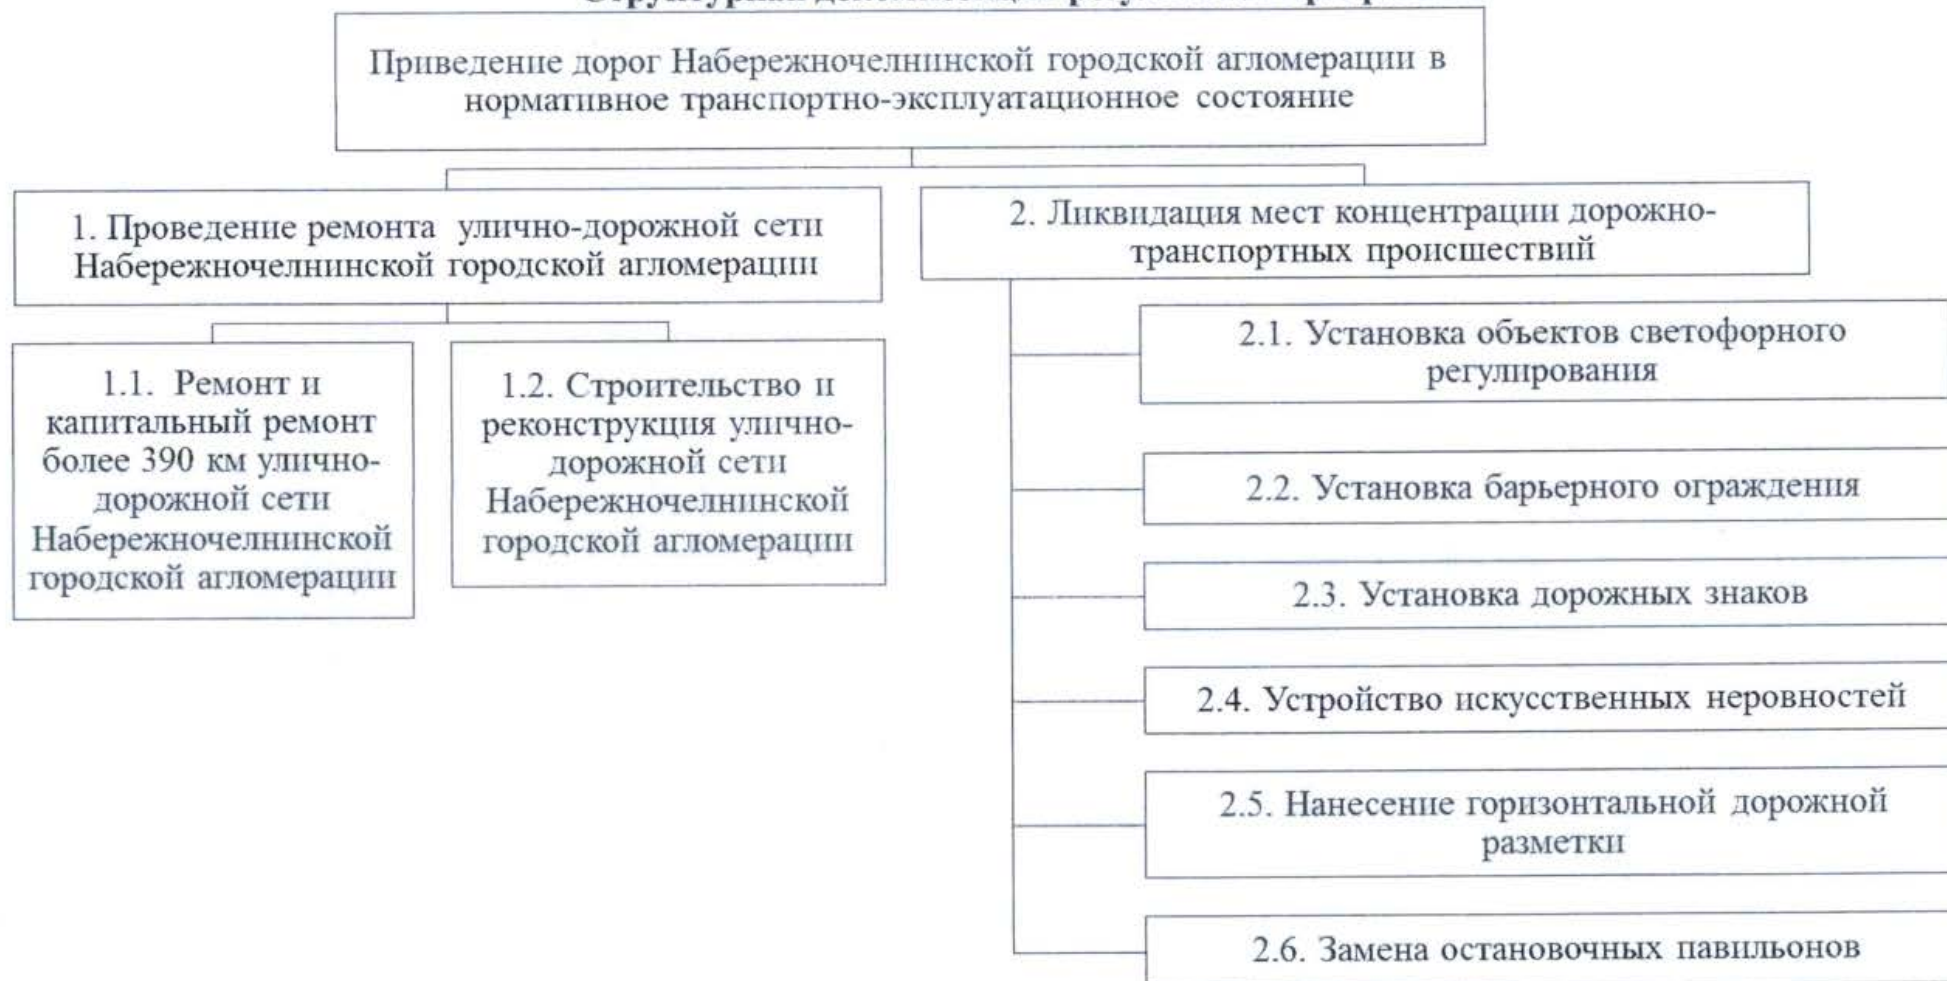 Приведение дорог Набережночелнинской городской агломерации в
нормативное транспортно-эксплуатационное состояние
1. Проведение ремонта улично-дорожной сети
Набережночелнинской городской агломерации
2. Ликвидация мест концентрации дорожно-
транспортных происшествий
1.1. Ремонт и
капитальный ремонт
более 390 км улично-
дорожной сети
Набережночелнинской
городской агломерации
1.2. Строительство и
реконструкция улично-
дорожной сети
Набережночелнинской
городской агломерации
2.1. Установка объектов светофорного
регулирования
2.2. Установка барьерного ограждения
2.3. Установка дорожных знаков
2.4. Устройство искусственных неровностей
2.5. Нанесение горизонтальной дорожной
разметки
2.6. Замена остановочных павильонов